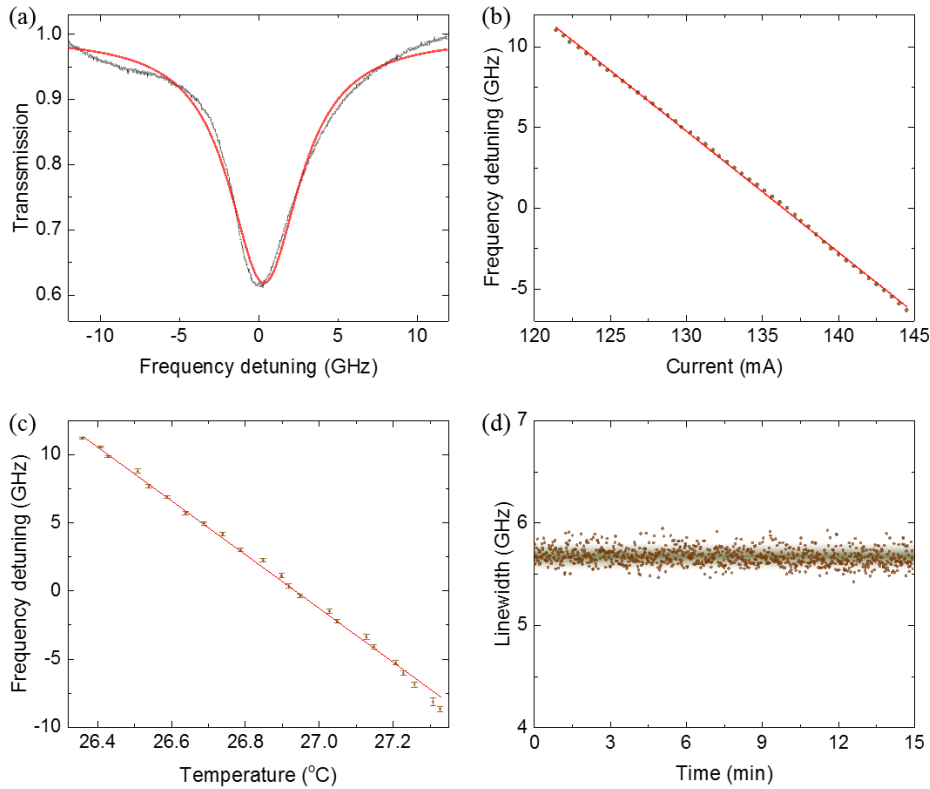 (a)
1.0
0.9
0.8
0.7
0.6
Transsmission
-10 -5 0 5 10
Frequency detuning (GHz)
(b)
10
5
0
-5
Frequency detuning (GHz)
120 125 130 135 140 145
Current (mA)
(c)
10
5
0
-5
-10
Frequency detuning (GHz)
26.4 26.6 26.8 27.0 27.2
Temperature (°C)
(d)
7
6
5
4
Linewidth (GHz)
0 3 6 9 12 15
Time (min)